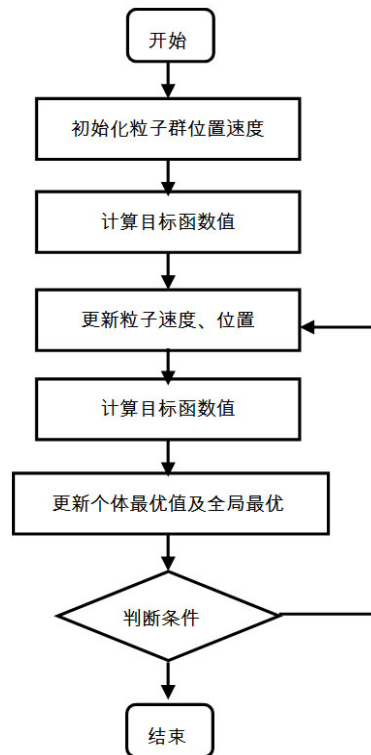 开始
初始化粒子群位置速度
计算目标函数值
更新粒子速度、位置
计算目标函数值
更新个体最优值及全局最优
判断条件
结束